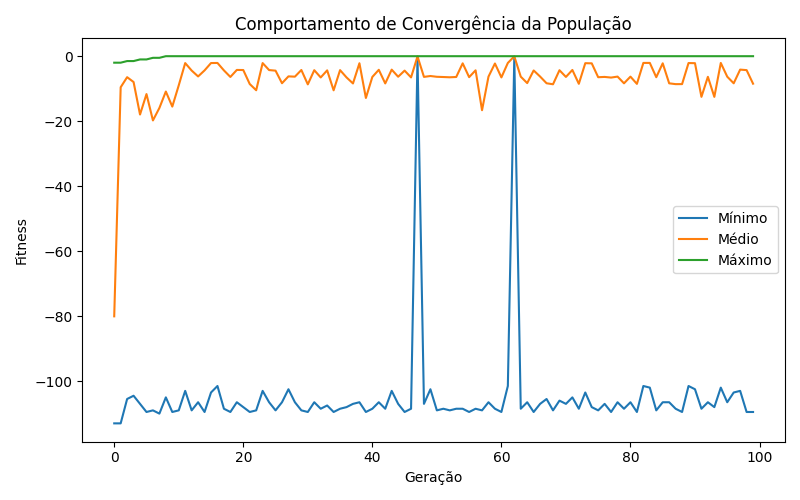 Comportamento de Convergência da População
0
−20
−40
−60
−80
−100
Fitness
Mínimo
Médio
Máximo
0 20 40 60 80 100
Geração